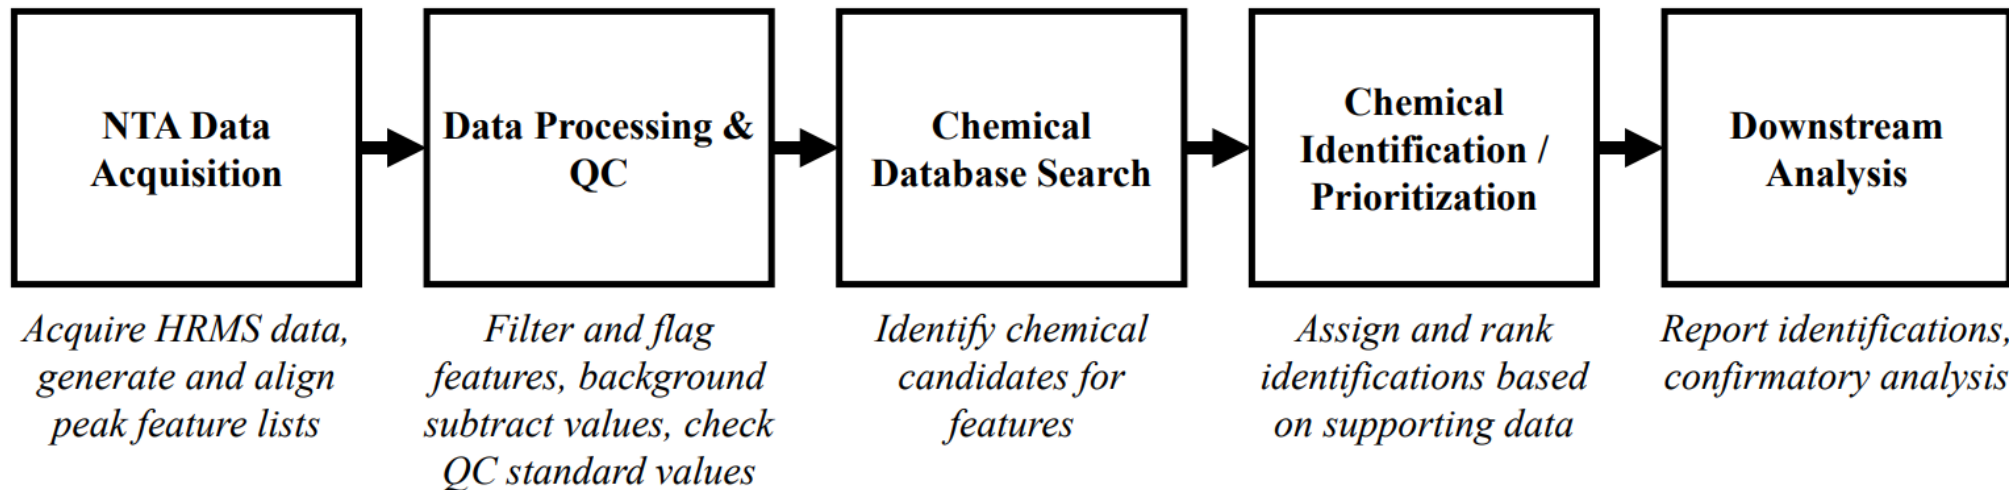 NTA Data
Acquisition
Data Processing &
QC
Chemical
Database Search
Chemical
Identification /
Prioritization
Downstream
Analysis
Acquire HRMS data,
generate and align
peak feature lists
Filter and flag
features, background
subtract values, check
QC standard values
Identify chemical
candidates for
features
Assign and rank
identifications based
on supporting data
Report identifications,
confirmatory analysis